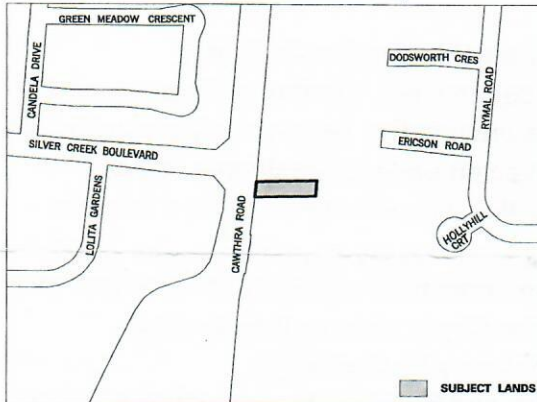 GREEN MEADOW CRESCENT
CANDELA DRIVE
DODSWORTH CRES
RYMAL ROAD
SILVER CREEK BOULEVARD
ERICSON ROAD
LOLITA GARDENS
CAWTHRA ROAD
HOLLYHILL
CRT
SUBJECT LANDS